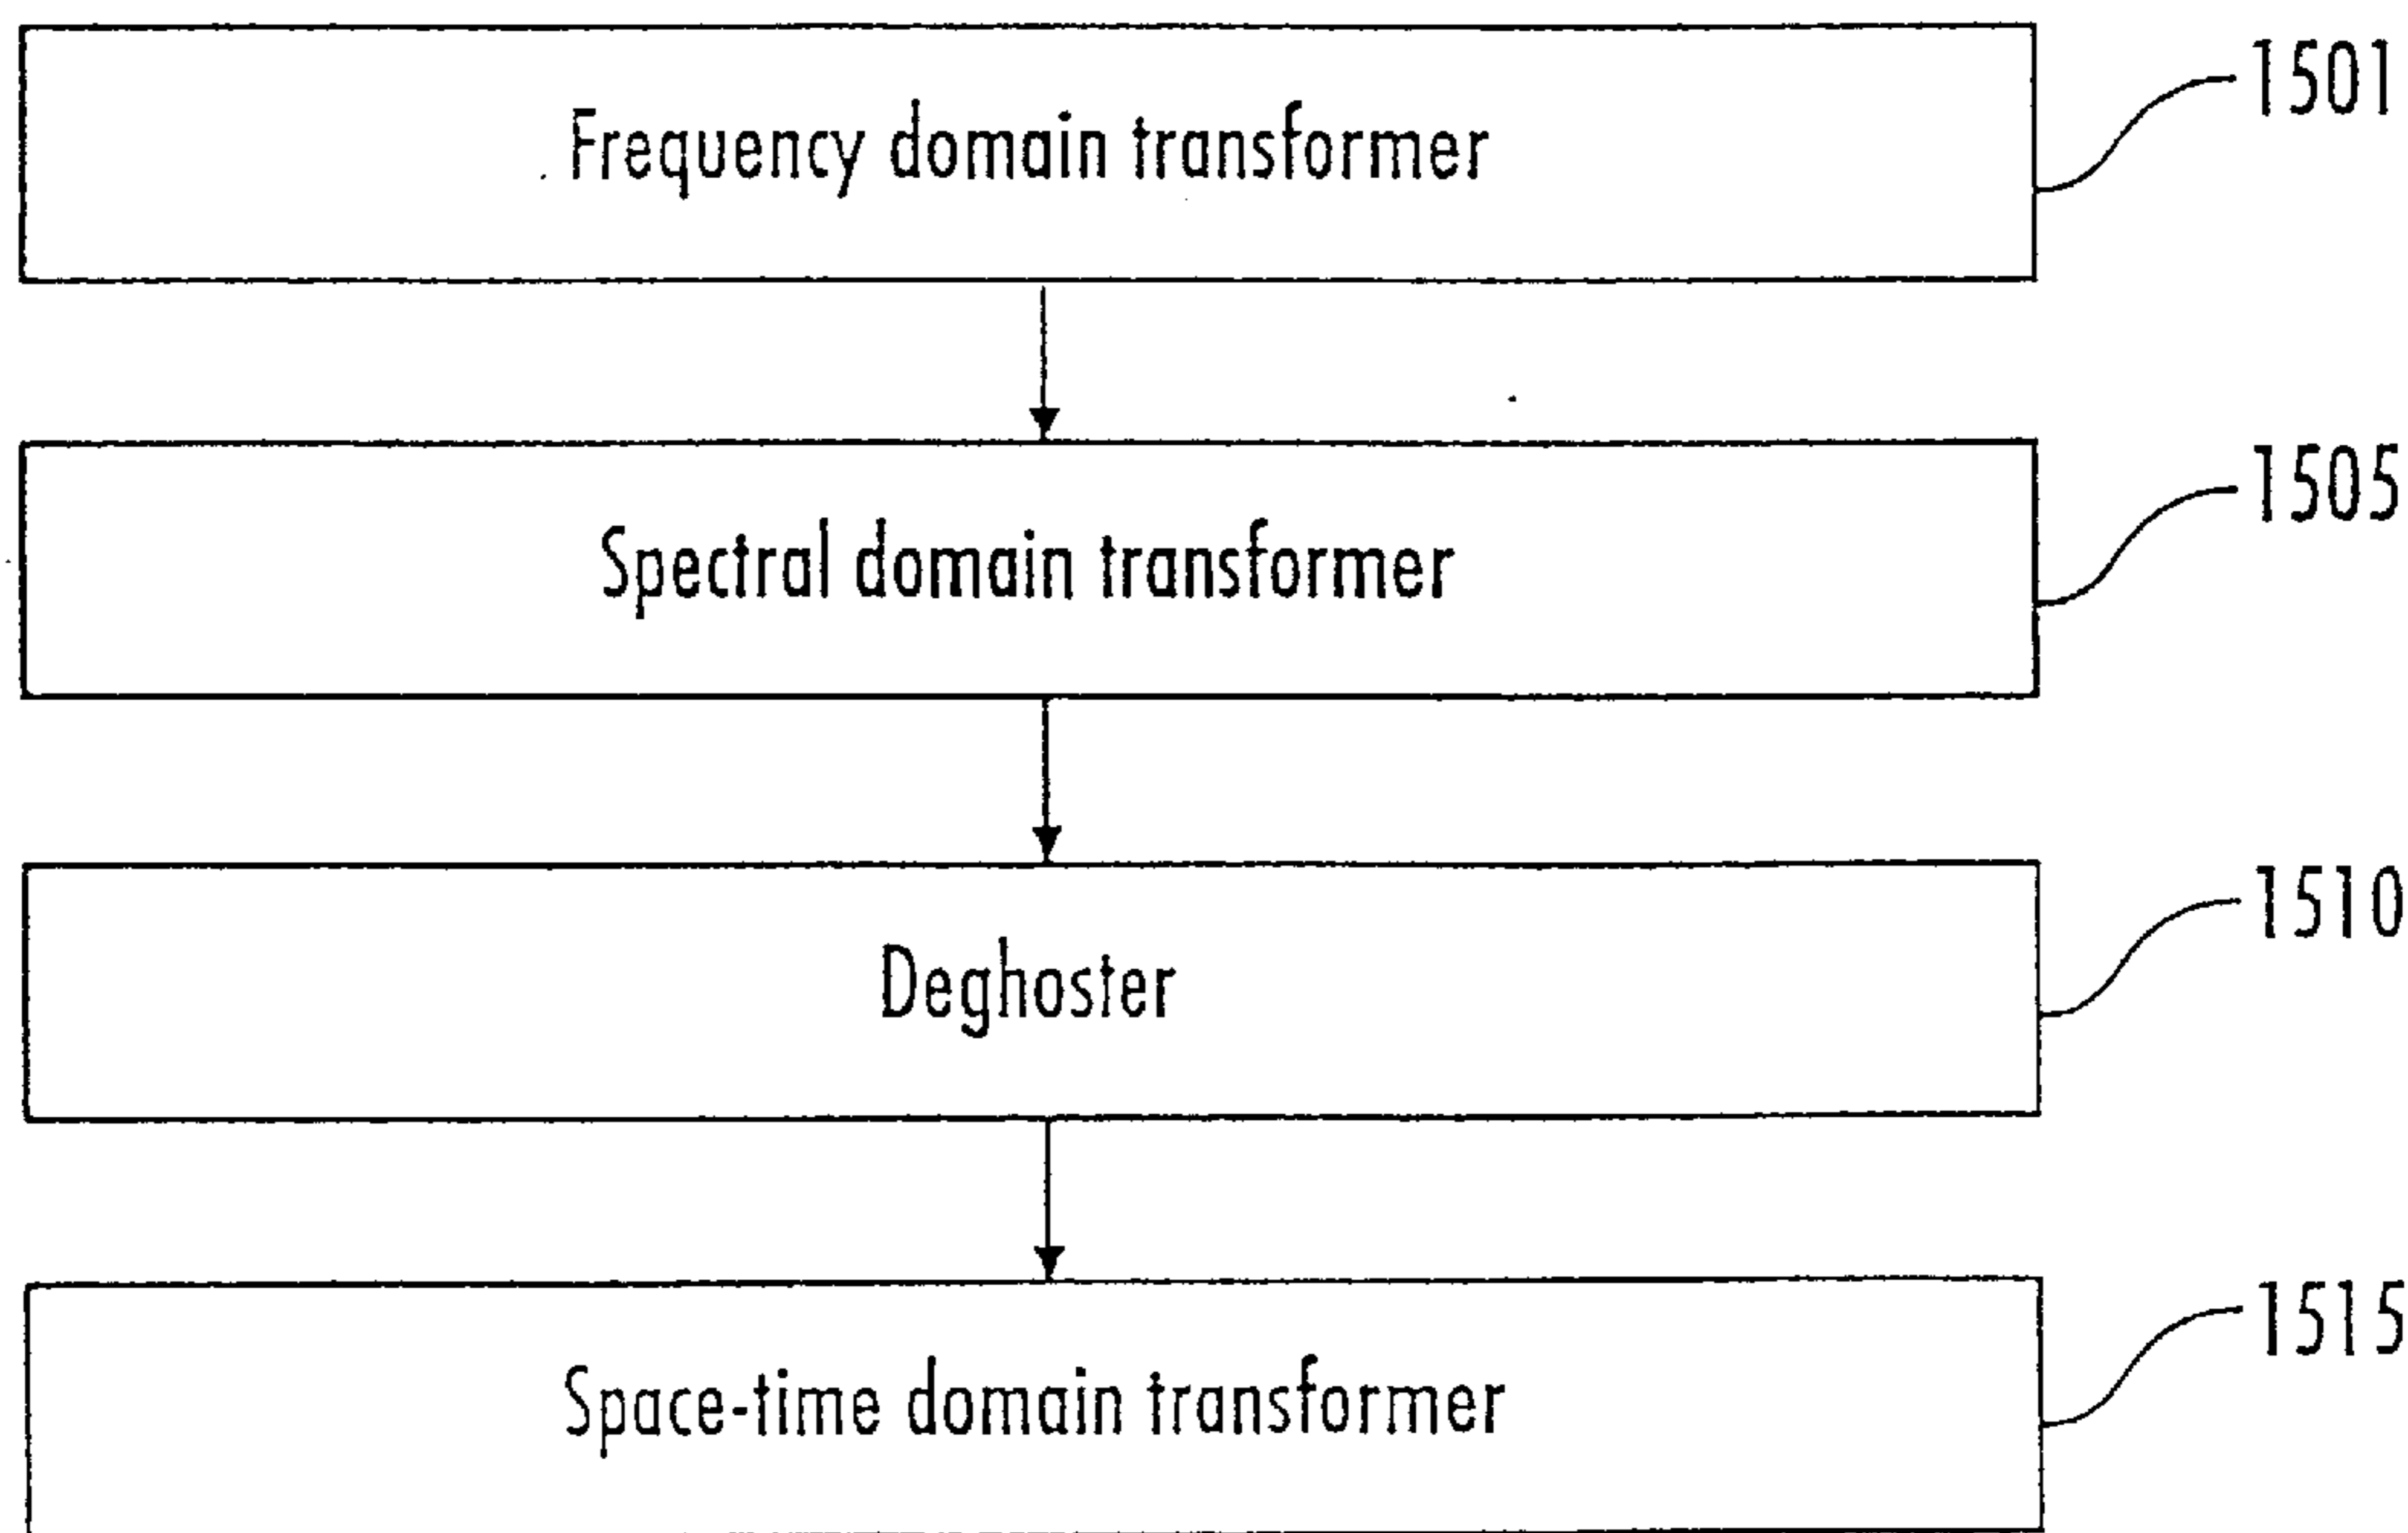 Frequency domain transformer
1501
Spectral domain transformer
1505
Deghoster
1510
Space-time domain transformer
1515